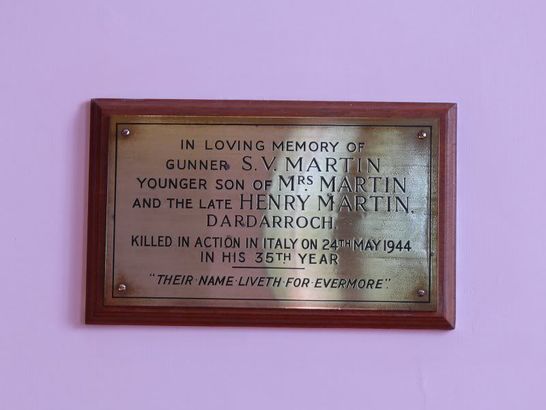 IN LOVING MEMORY OF
GUNNER S.V. MARTIN
YOUNGER SON OF MRS MARTIN
AND THE LATE HENRY MARTIN,
DARDARROCH,
KILLED IN ACTION IN ITALY ON 24TH MAY 1944
IN HIS 35TH YEAR
"THEIR·NAME·LIVETH·FOR·EVERMORE"